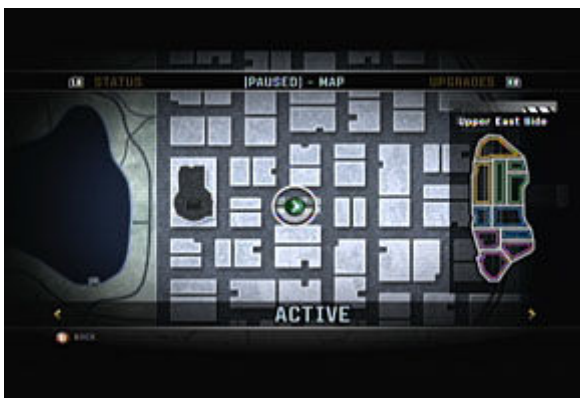 LB STATUS [PAUSED] - MAP UPGRADES RB
Upper East Side
ACTIVE
B BACK